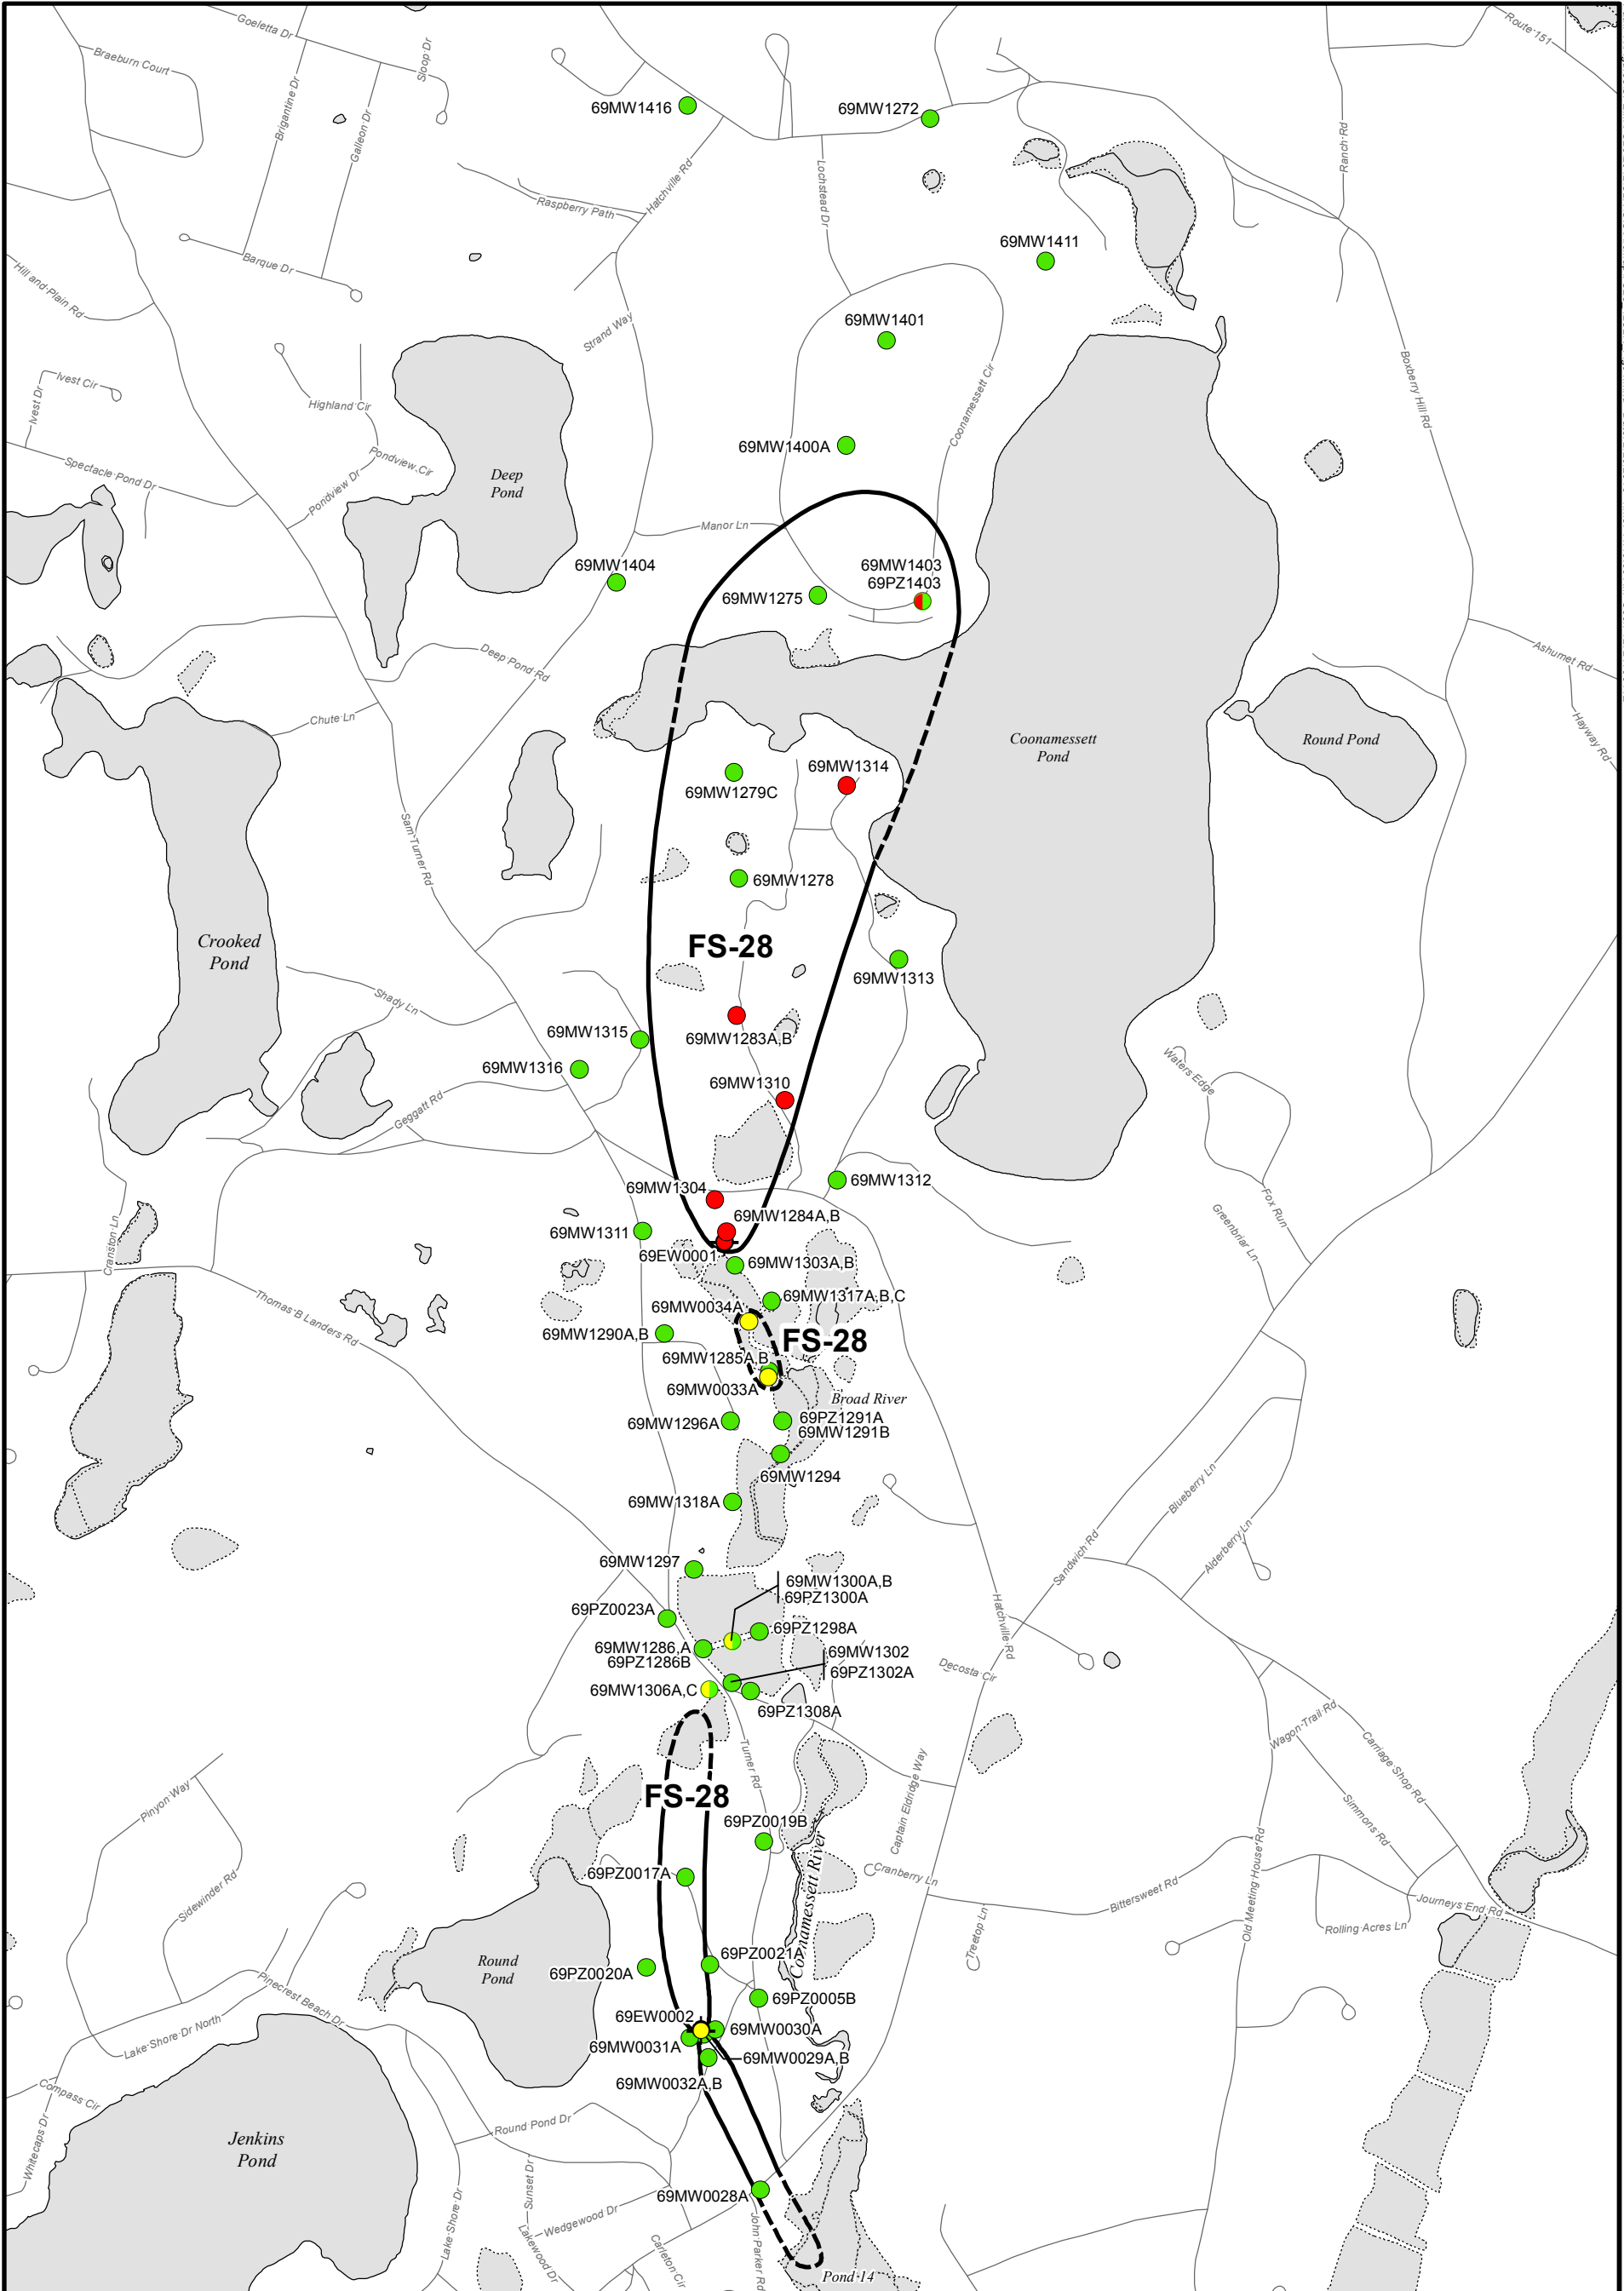 Goeletta Dr
Route 151
Braeburn Court
Sloop Dr
Brigantine Dr
Galleon Dr
69MW1416
69MW1272
Ranch Rd
Lochstead Dr
Hatchville Rd
Raspberry Path
69MW1411
Barque Dr
Hill and Plain Rd
69MW1401
Strand Way
Boxberry Hill Rd
Ivest Cir
Ivest Dr
Highland Cir
Coonamessett Cir
69MW1400A
Pondview Cir
Spectacle Pond Dr
Pondview Dr
Deep
Pond
Manor Ln
69MW1404
69MW1403
69PZ1403
69MW1275
Deep Pond Rd
Ashumet Rd
Chute Ln
Hayway Rd
Coonamessett
Pond
Round Pond
69MW1314
69MW1279C
Sam Turner Rd
69MW1278
Crooked
Pond
FS-28
69MW1313
Shady Ln
69MW1315
69MW1283A,B
69MW1316
Waters Edge
69MW1310
Geggatt Rd
69MW1312
69MW1304
Fox Run
69MW1284A,B
Greenbriar Ln
Cranston Ln
69MW1311
69EW0001
69MW1303A,B
69MW1317A,B,C
69MW0034A
Thomas B Landers Rd
69MW1290A,B
FS-28
69MW1285A,B
69MW0033A
Broad River
69MW1296A
69PZ1291A
69MW1291B
69MW1294
Blueberry Ln
69MW1318A
Alderberry Ln
Sandwich Rd
69MW1297
69MW1300A,B
69PZ1300A
69PZ0023A
Hatchville Rd
69PZ1298A
69MW1286,A
69PZ1286B
69MW1302
69PZ1302A
Decosta Cir
69MW1306A,C
69PZ1308A
Wagon Trail Rd
Carriage Shop Rd
Turner Rd
Captain Eldridge Way
FS-28
Pinyon Way
Simmons Rd
69PZ0019B
Coonamessett River
Old Meeting House Rd
69PZ0017A
Cranberry Ln
Sidewinder Rd
Bittersweet Rd
Journeys End Rd
Rolling Acres Ln
Treetop Ln
Round
Pond
69PZ0021A
69PZ0020A
Pinecrest Beach Dr
69PZ0005B
69EW0002
Lake Shore Dr North
69MW0030A
69MW0031A
69MW0029A,B
69MW0032A,B
Compass Cir
Round Pond Dr
Whitecaps Dr
Jenkins
Pond
Sunset Dr
69MW0028A
Lake Shore Dr
Wedgewood Dr
Lakewood Dr
Carleton Cir
John Parker Rd
Pond 14